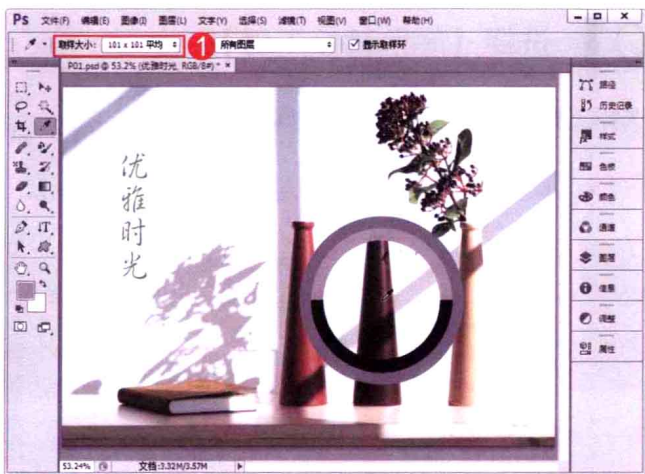 Ps 文件(F) 编辑(E) 图像(I) 图层(L) 文字(Y) 选择(S) 滤镜(T) 视图(V) 窗口(W) 帮助(H)
取样大小: 101 x 101 平均 1 所有图层 显示取样环
P01.psd @ 53.2% (优雅时光, RGB/8#) * ×
路径
历史记录
样式
色板
颜色
通道
图层
信息
调整
属性
优雅时光
53.24% 文档:3.32M/3.57M